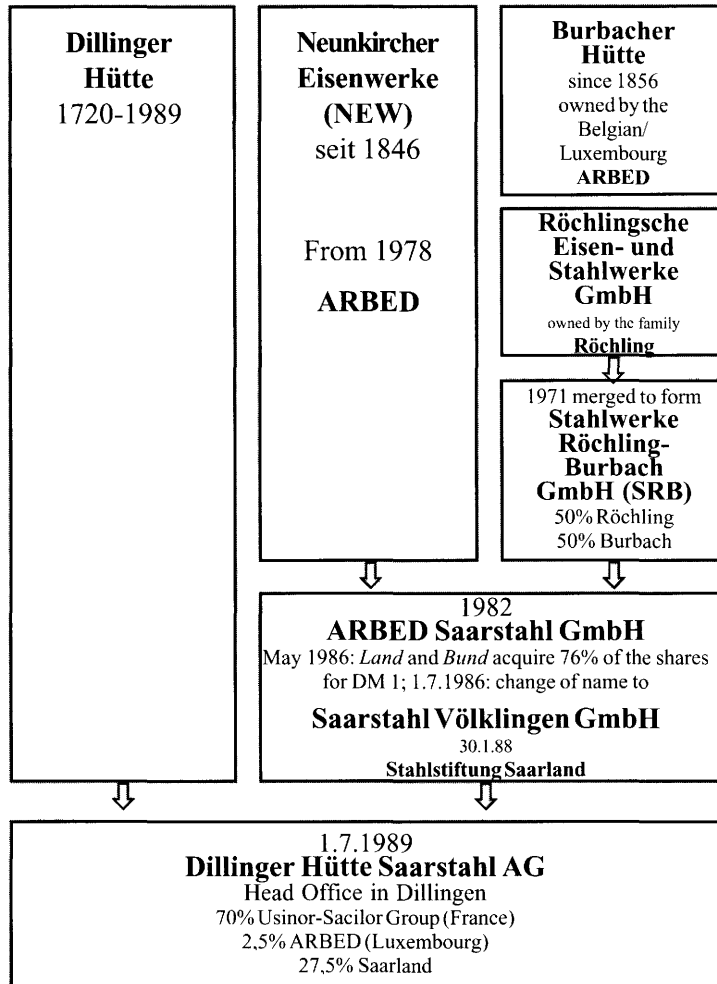 Dillinger
Hütte
1720-1989
Neunkircher
Eisenwerke
(NEW)
seit 1846
From 1978
ARBED
Burbacher
Hütte
since 1856
owned by the
Belgian/
Luxembourg
ARBED
Röchlingsche
Eisen- und
Stahlwerke
GmbH
owned by the family
Röchling
1971 merged to form
Stahlwerke
Röchling-
Burbach
GmbH (SRB)
50% Röchling
50% Burbach
1982
ARBED Saarstahl GmbH
May 1986: Land and Bund acquire 76% of the shares
for DM 1; 1.7.1986: change of name to
Saarstahl Völklingen GmbH
30.1.88
Stahlstiftung Saarland
1.7.1989
Dillinger Hütte Saarstahl AG
Head Office in Dillingen
70% Usinor-Sacilor Group (France)
2,5% ARBED (Luxembourg)
27,5% Saarland